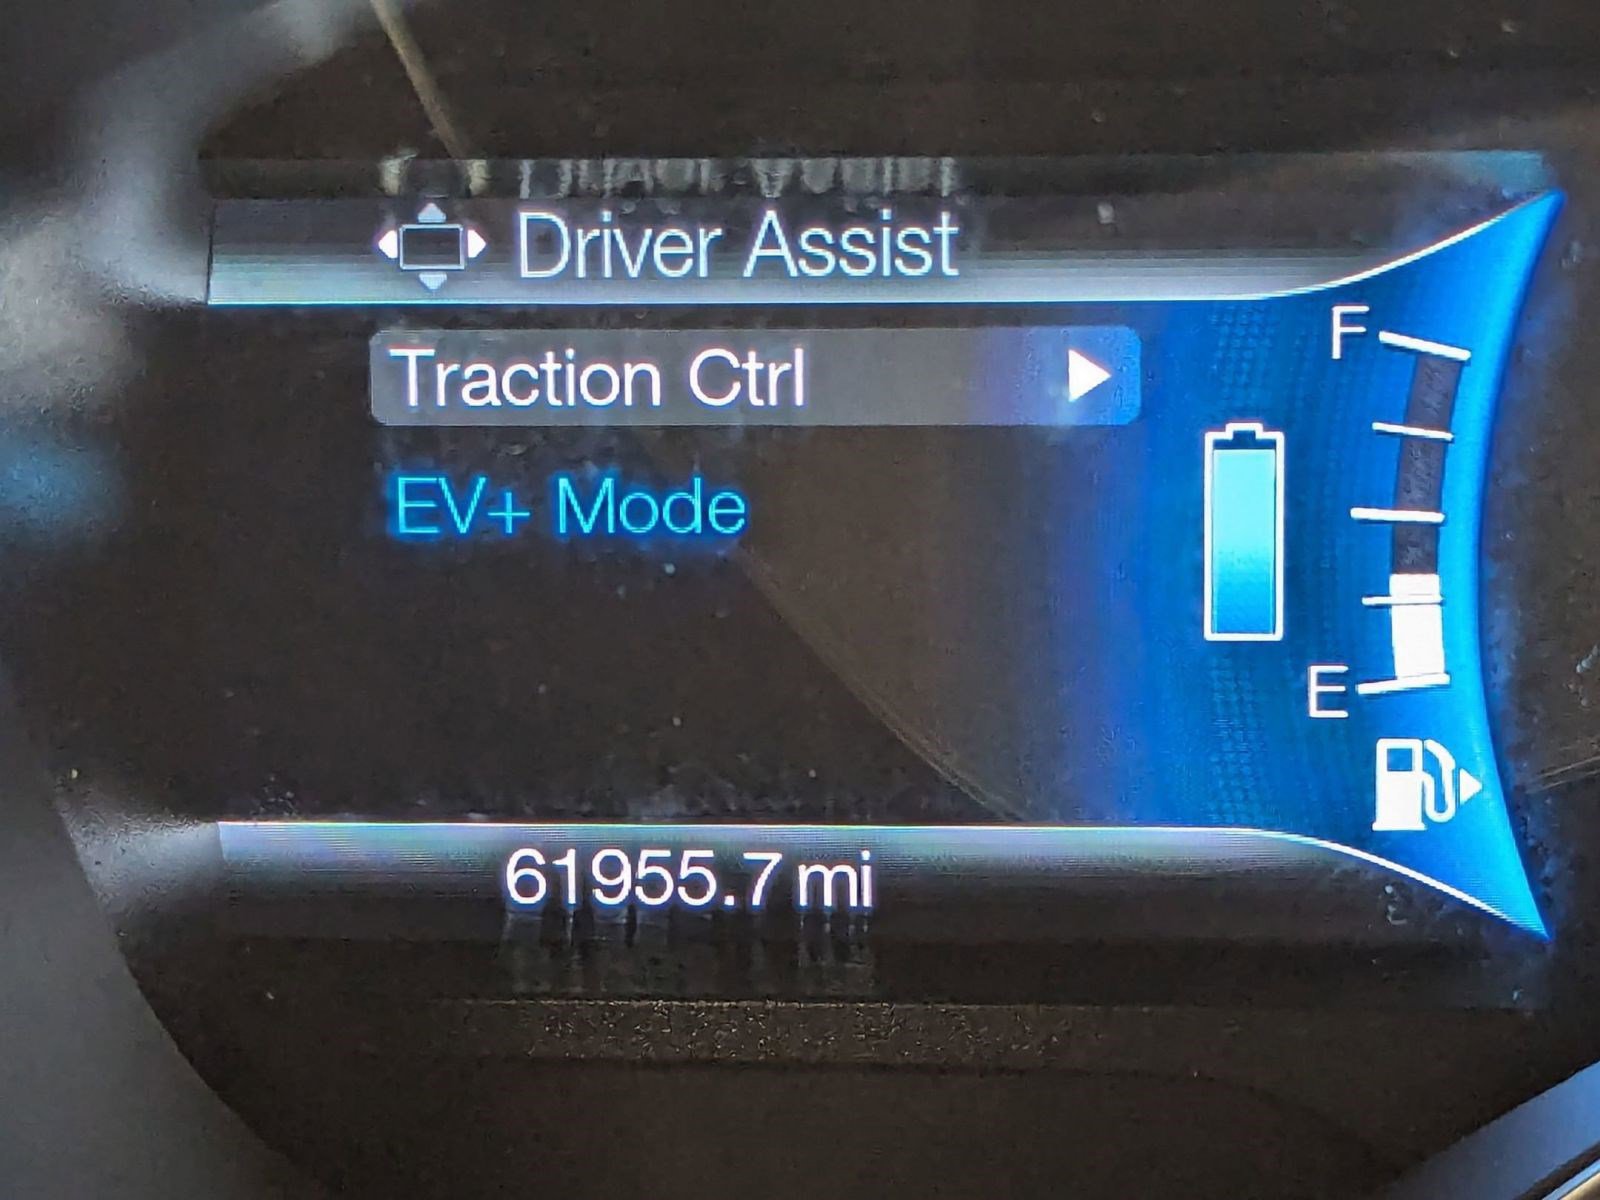 Driver Assist
Traction Ctrl
EV+ Mode
F
E
61955.7 mi